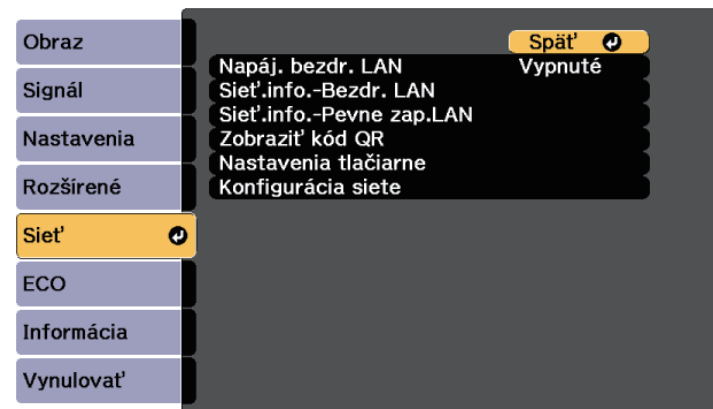 Obraz
Signál
Nastavenia
Rozšírené
Sieť
ECO
Informácia
Vynulovať
Späť
Napáj. bezdr. LAN Vypnuté
Sieť.info.-Bezdr. LAN
Sieť.info.-Pevne zap.LAN
Zobraziť kód QR
Nastavenia tlačiarne
Konfigurácia siete